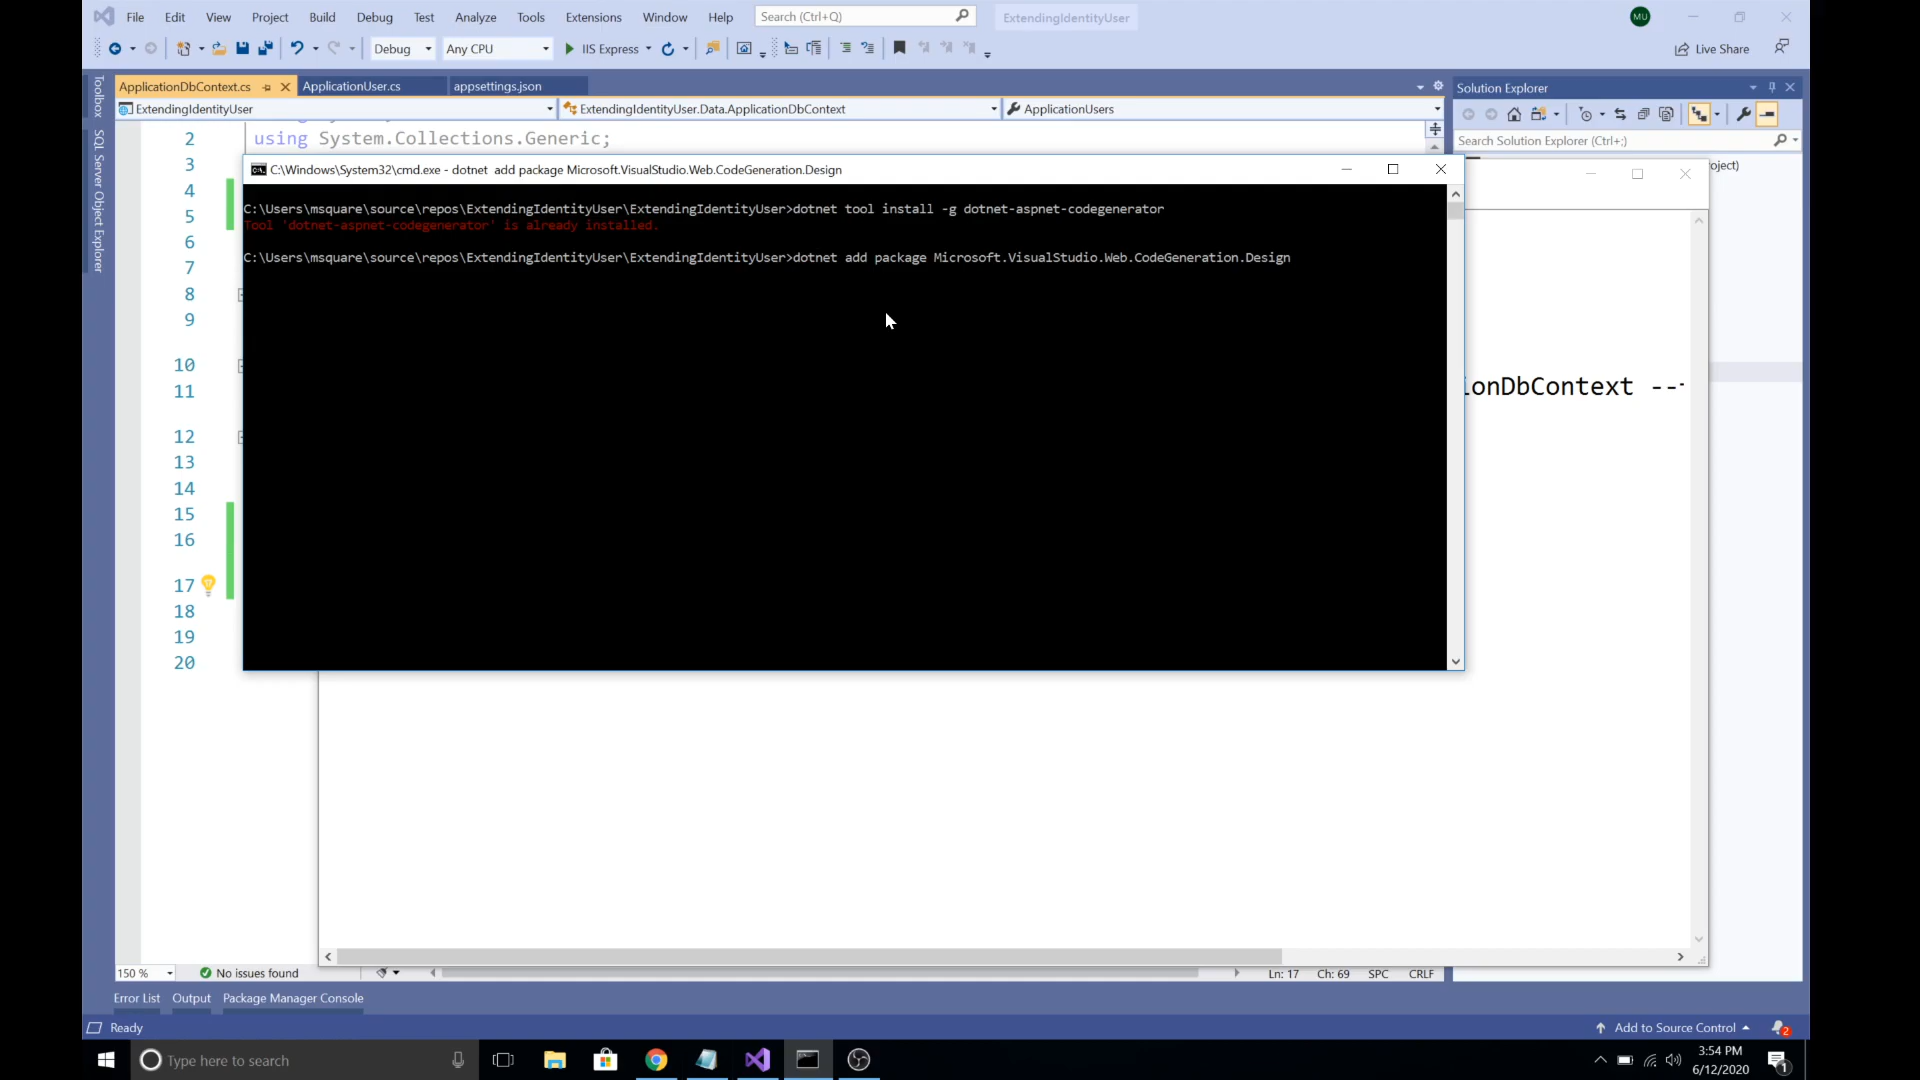 File Edit View Project Build Debug Test Analyze Tools Extensions Window Help Search (Ctrl+Q) ExtendingIdentityUser MU
Debug Any CPU IIS Express Live Share
ApplicationDbContext.cs ApplicationUser.cs appsettings.json
ExtendingIdentityUser ExtendingIdentityUser.Data.ApplicationDbContext ApplicationUsers
Toolbox
SQL Server Object Explorer
Solution Explorer
Search Solution Explorer (Ctrl+;)
oject)
2 using System.Collections.Generic;
3
4
5
6
7
8
9
10
11
12
13
14
15
16
17
18
19
20
C:\Windows\System32\cmd.exe - dotnet  add package Microsoft.VisualStudio.Web.CodeGeneration.Design
C:\Users\msquare\source\repos\ExtendingIdentityUser\ExtendingIdentityUser>dotnet tool install -g dotnet-aspnet-codegenerator
Tool 'dotnet-aspnet-codegenerator' is already installed.
C:\Users\msquare\source\repos\ExtendingIdentityUser\ExtendingIdentityUser>dotnet add package Microsoft.VisualStudio.Web.CodeGeneration.Design
ionDbContext --
150 % No issues found Ln: 17 Ch: 69 SPC CRLF
Error List Output Package Manager Console
Ready Add to Source Control 2
Type here to search
3:54 PM
6/12/2020
1